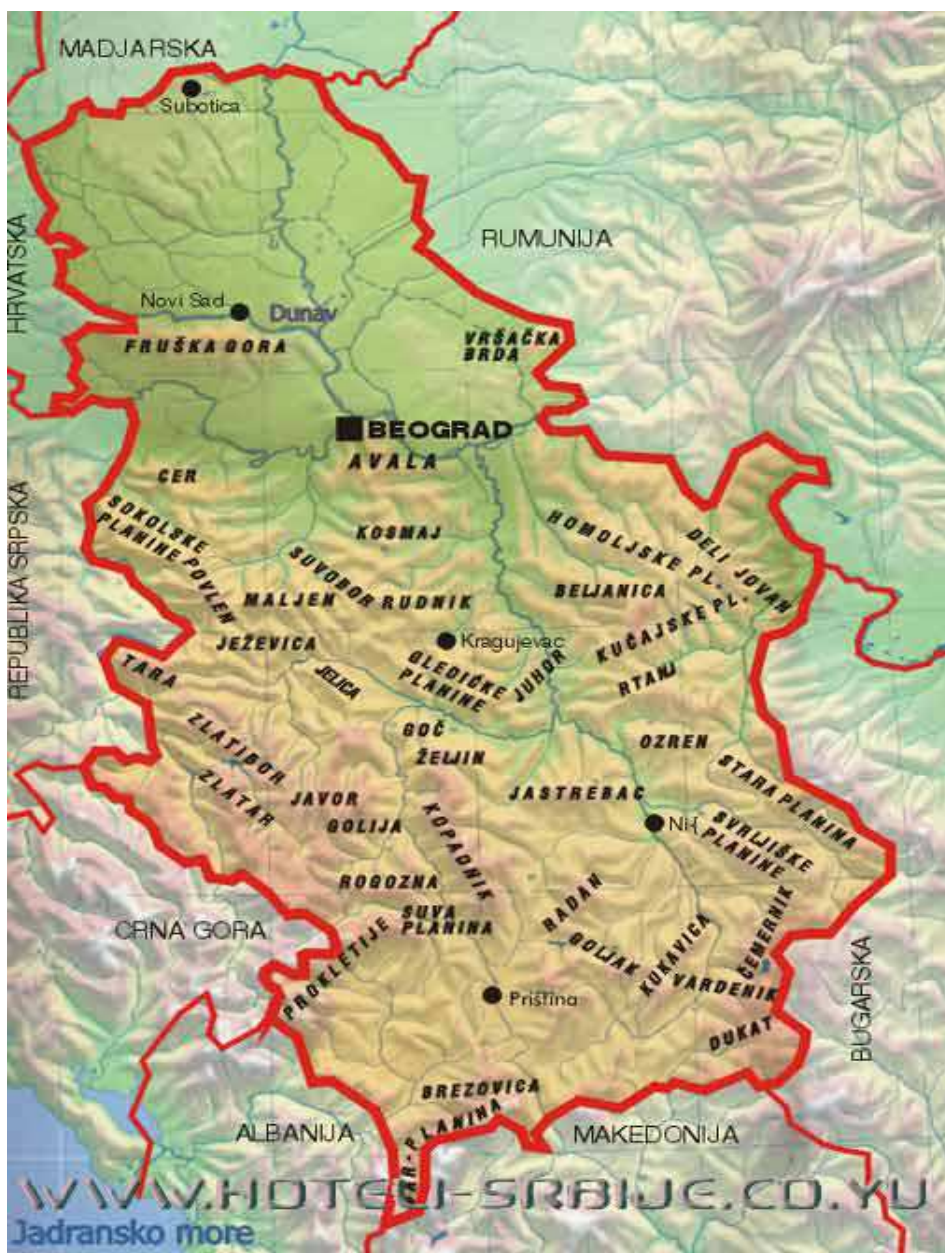 MADJARSKA
Subotica
HRVATSKA
RUMUNIJA
Novi Sad
Dunav
FRUŠKA GORA
VRŠAČKA
BRDA
BEOGRAD
AVALA
CER
REPUBLIKA SRPSKA
SOKOLSKE
PLANINE
POVLEN
KOSMAJ
HOMOLJSKE PL.
DELI JOVAN
SUVOBOR
MALJEN
RUDNIK
BELJANICA
KUČAJSKE PL.
JEŽEVICA
Kragujevac
TARA
JELICA
GLEDIČKE
PLANINE
JUHOR
RTANJ
GOČ
ŽELJIN
OZREN
ZLATIBOR
ZLATAR
JAVOR
GOLIJA
KOPAONIK
JASTREBAC
STARA PLANINA
SVRLJIŠKE
PLANINE
ROGOZNA
SUVA
PLANINA
RADAN
GOLJAK
KUKAVICA
ČEMERNIK
VARDENIK
CRNA GORA
PROKLETIJE
Priština
DUKAT
BUGARSKA
BREZOVICA
PLANINA
ALBANIJA
MAKEDONIJA
WWW.HOTELI-SRBIJE.CO.YU
Jadransko more